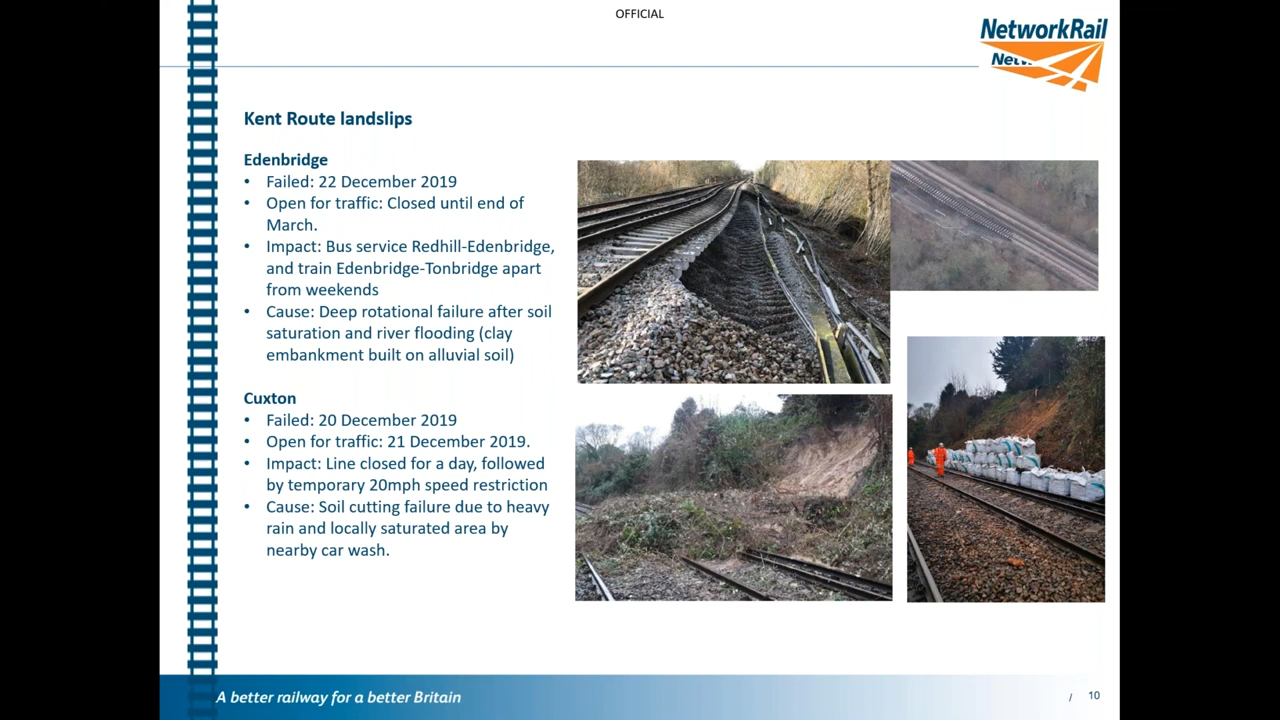 OFFICIAL
NetworkRail
Kent Route landslips
Edenbridge
• Failed: 22 December 2019
• Open for traffic: Closed until end of
March.
• Impact: Bus service Redhill-Edenbridge,
and train Edenbridge-Tonbridge apart
from weekends
• Cause: Deep rotational failure after soil
saturation and river flooding (clay
embankment built on alluvial soil)
Cuxton
• Failed: 20 December 2019
• Open for traffic: 21 December 2019.
• Impact: Line closed for a day, followed
by temporary 20mph speed restriction
• Cause: Soil cutting failure due to heavy
rain and locally saturated area by
nearby car wash.
A better railway for a better Britain
/ 10